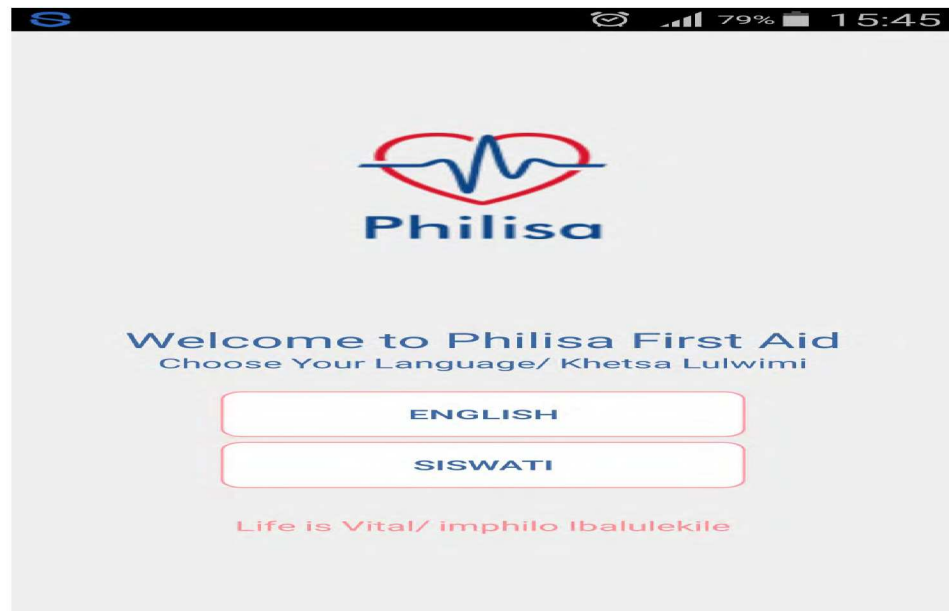 79% 15:45
Philisa
Welcome to Philisa First Aid
Choose Your Language/ Khetsa Lulwimi
ENGLISH
SISWATI
Life is Vital/ imphilo Ibalulekile